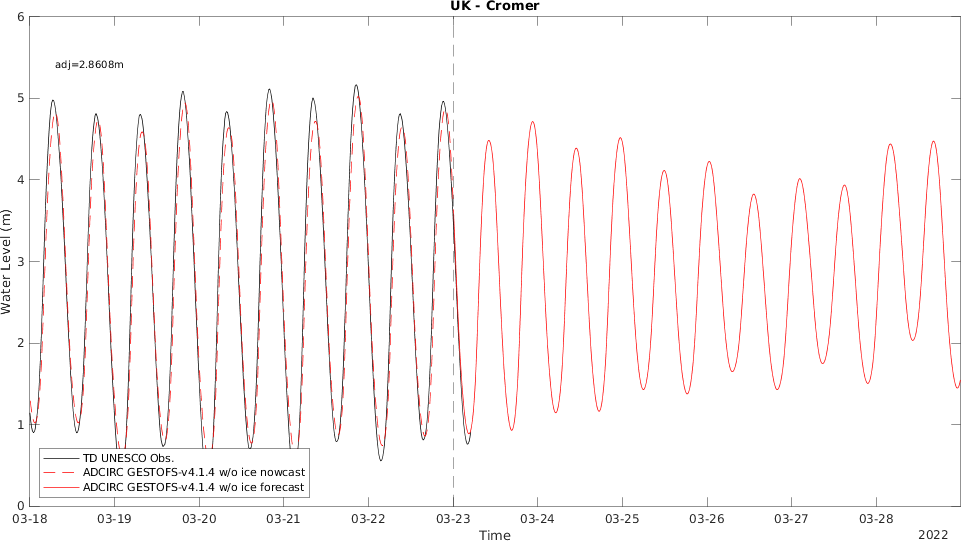 UK - Cromer
adj=2.8608m
6
5
4
3
2
1
0
Water Level (m)
TD UNESCO Obs.
ADCIRC GESTOFS-v4.1.4 w/o ice nowcast
ADCIRC GESTOFS-v4.1.4 w/o ice forecast
03-18 03-19 03-20 03-21 03-22 03-23 03-24 03-25 03-26 03-27 03-28
Time
2022